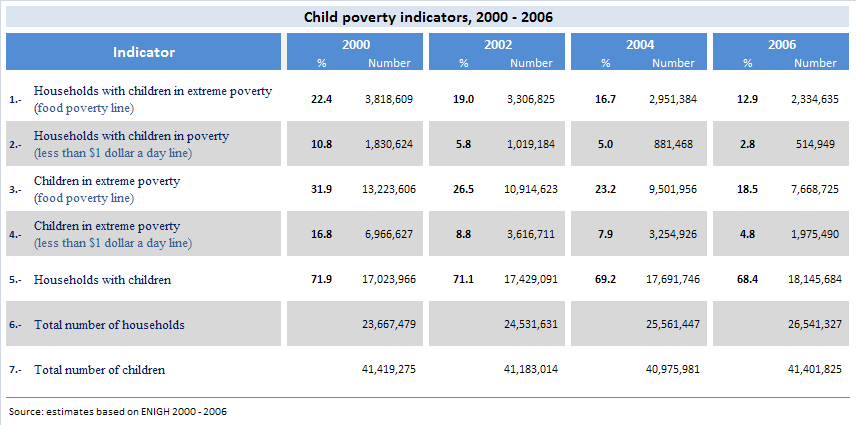 Child poverty indicators, 2000 - 2006
Indicator 2000 2002 2004 2006
% Number % Number % Number % Number
1.- Households with children in extreme poverty (food poverty line) 22.4 3,818,609 19.0 3,306,825 16.7 2,951,384 12.9 2,334,635
2.- Households with children in poverty (less than $1 dollar a day line) 10.8 1,830,624 5.8 1,019,184 5.0 881,468 2.8 514,949
3.- Children in extreme poverty (food poverty line) 31.9 13,223,606 26.5 10,914,623 23.2 9,501,956 18.5 7,668,725
4.- Children in extreme poverty (less than $1 dollar a day line) 16.8 6,966,627 8.8 3,616,711 7.9 3,254,926 4.8 1,975,490
5.- Households with children 71.9 17,023,966 71.1 17,429,091 69.2 17,691,746 68.4 18,145,684
6.- Total number of households 23,667,479 24,531,631 25,561,447 26,541,327
7.- Total number of children 41,419,275 41,183,014 40,975,981 41,401,825
Source: estimates based on ENIGH 2000 - 2006